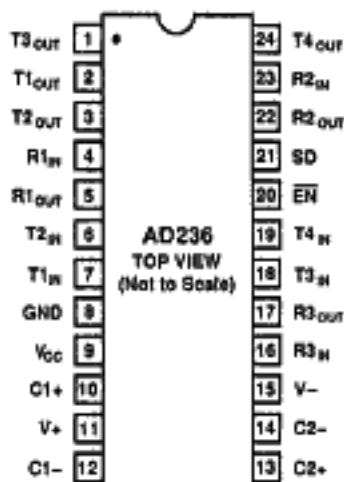 T3OUT 1 24 T4OUT
T1OUT 2 23 R2IN
T2OUT 3 22 R2OUT
R1IN 4 21 SD
R1OUT 5 20 EN
T2IN 6 AD236 19 T4IN
TOP VIEW
T1IN 7 (Not to Scale) 18 T3IN
GND 8 17 R3OUT
VCC 9 16 R3IN
C1+ 10 15 V−
V+ 11 14 C2−
C1− 12 13 C2+